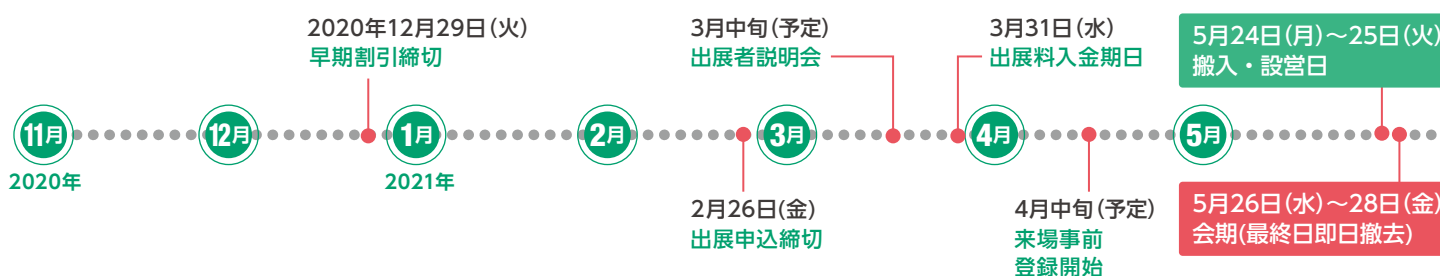 2020年12月29日(火)
早期割引締切
3月中旬(予定)
出展者説明会
3月31日(水)
出展料入金期日
5月24日(月)～25日(火)
搬入・設営日
11月
12月
1月
2月
3月
4月
5月
2020年
2021年
2月26日(金)
出展申込締切
4月中旬(予定)
来場事前
登録開始
5月26日(水)～28日(金)
会期(最終日即日撤去)